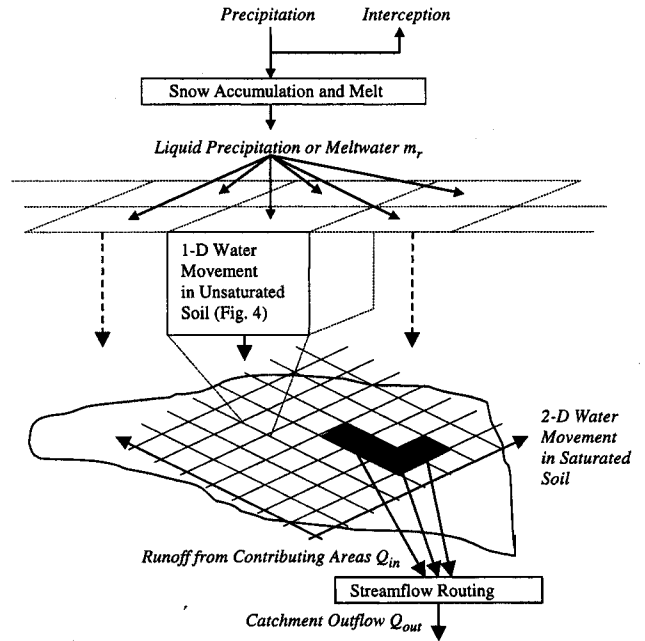 Precipitation
Interception
Snow Accumulation and Melt
Liquid Precipitation or Meltwater m_r
1-D Water
Movement
in Unsaturated
Soil (Fig. 4)
2-D Water
Movement
in Saturated
Soil
Runoff from Contributing Areas Q_in
Streamflow Routing
Catchment Outflow Q_out